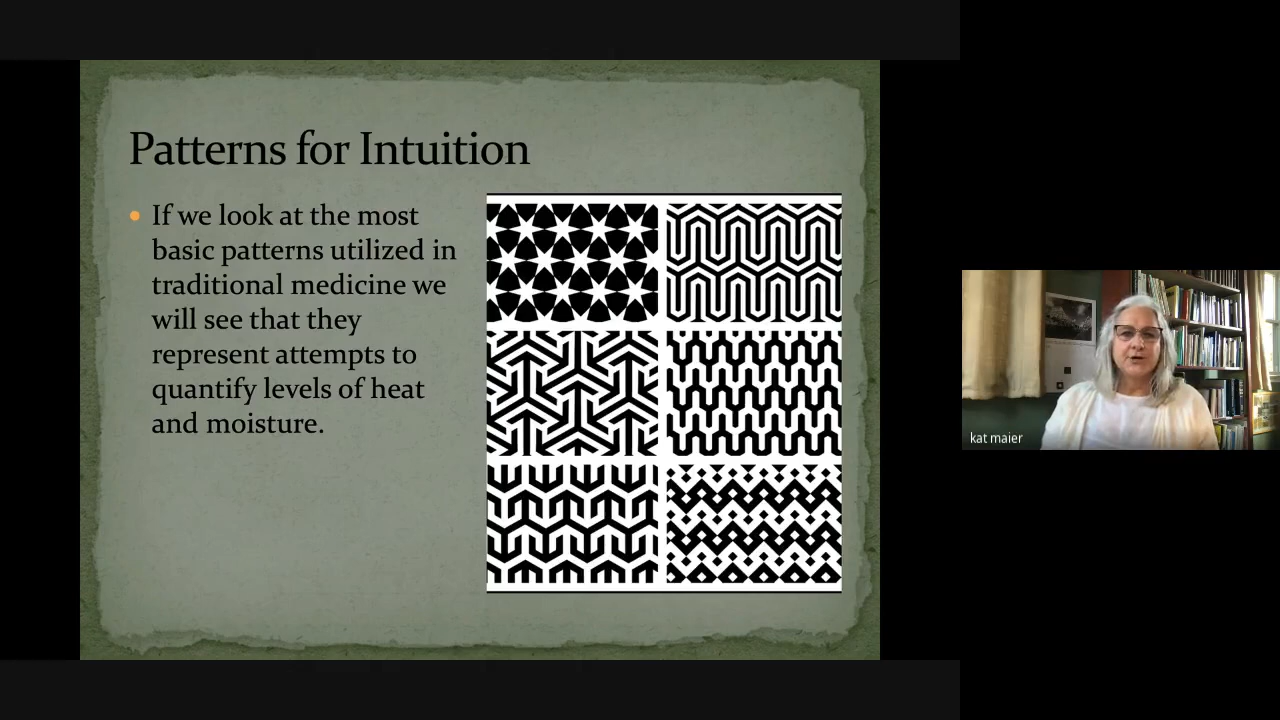 Patterns for Intuition
If we look at the most
basic patterns utilized in
traditional medicine we
will see that they
represent attempts to
quantify levels of heat
and moisture.
kat maier